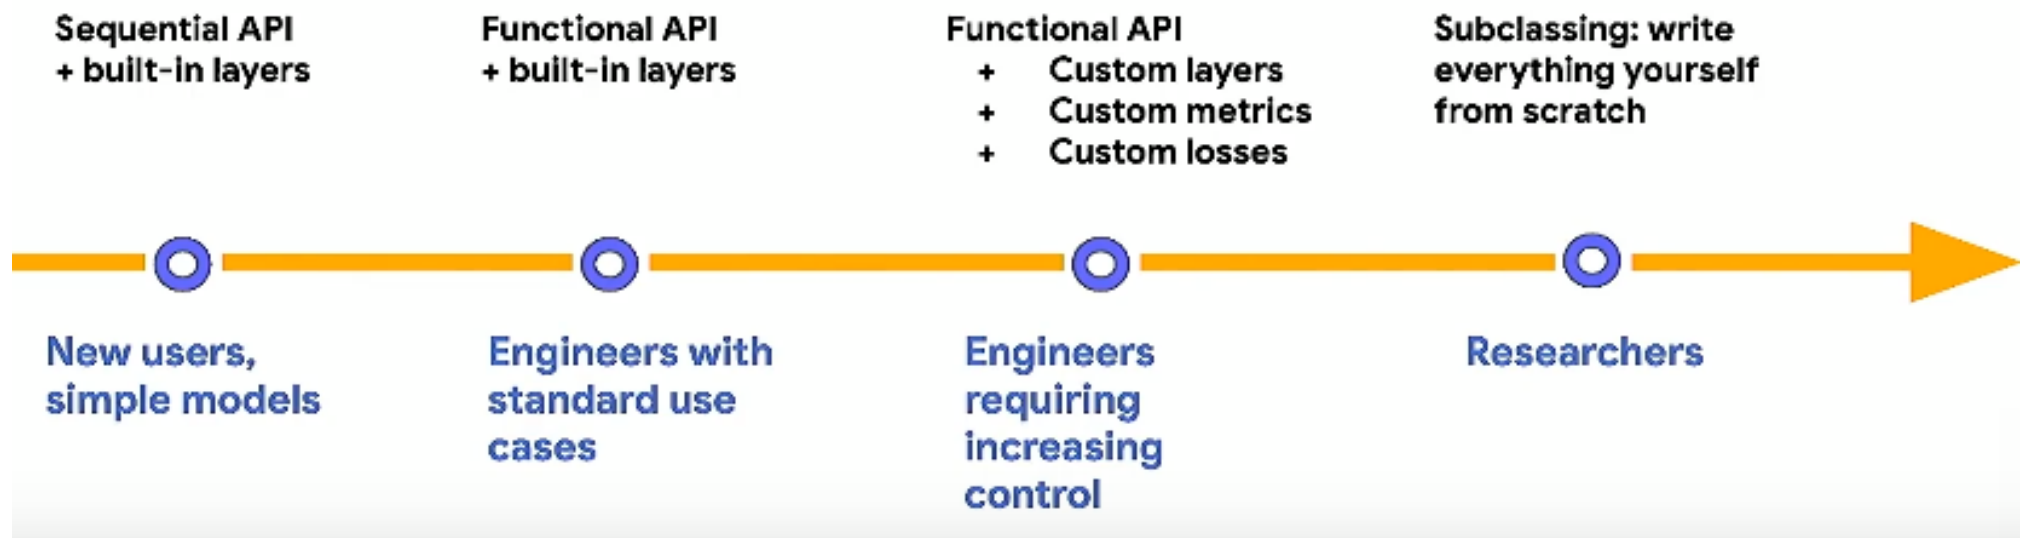 Sequential API
+ built-in layers
Functional API
+ built-in layers
Functional API
+ Custom layers
+ Custom metrics
+ Custom losses
Subclassing: write
everything yourself
from scratch
New users,
simple models
Engineers with
standard use
cases
Engineers
requiring
increasing
control
Researchers